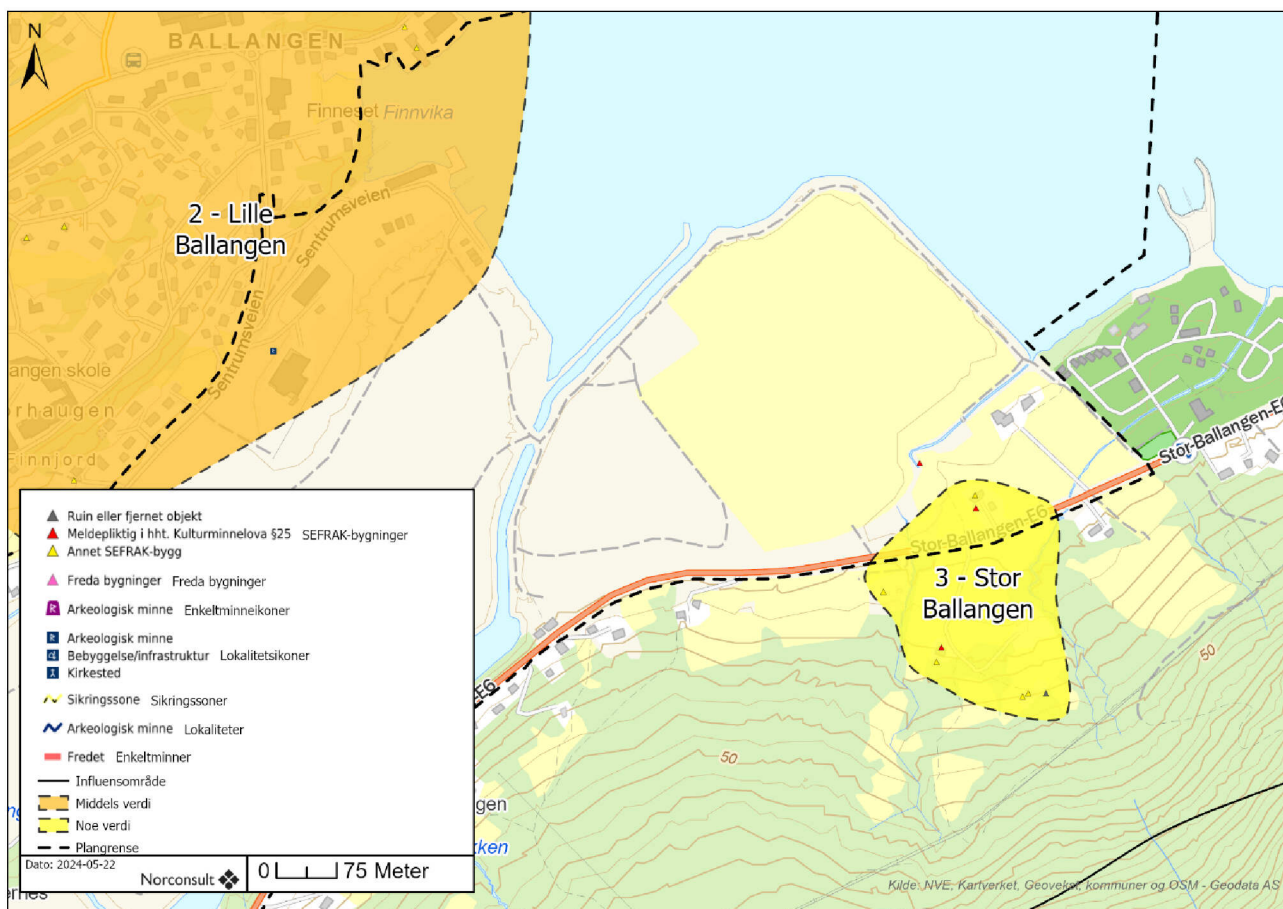 N
BALLANGEN
Finneset Finnvika
2 - Lille
Ballangen
Sentrumsveien
Sentrumsveien
angen skole
orhaugen
Finnjord
Stor-Ballangen-E6
Stor-Ballangen-E6
3 - Stor
Ballangen
50
50
-E6
gen
kken
ernes
Ruin eller fjernet objekt
Meldepliktig i hht. Kulturminnelova §25 SEFRAK-bygninger
Annet SEFRAK-bygg
Freda bygninger Freda bygninger
R Arkeologisk minne Enkeltminneikoner
R Arkeologisk minne
Bebyggelse/infrastruktur Lokalitetsikoner
Kirkested
Sikringssone Sikringssoner
Arkeologisk minne Lokaliteter
Fredet Enkeltminner
Influensområde
Middels verdi
Noe verdi
Plangrense
Dato: 2024-05-22
Norconsult
0 75 Meter
Kilde: NVE, Kartverket, Geovekst, kommuner og OSM - Geodata AS